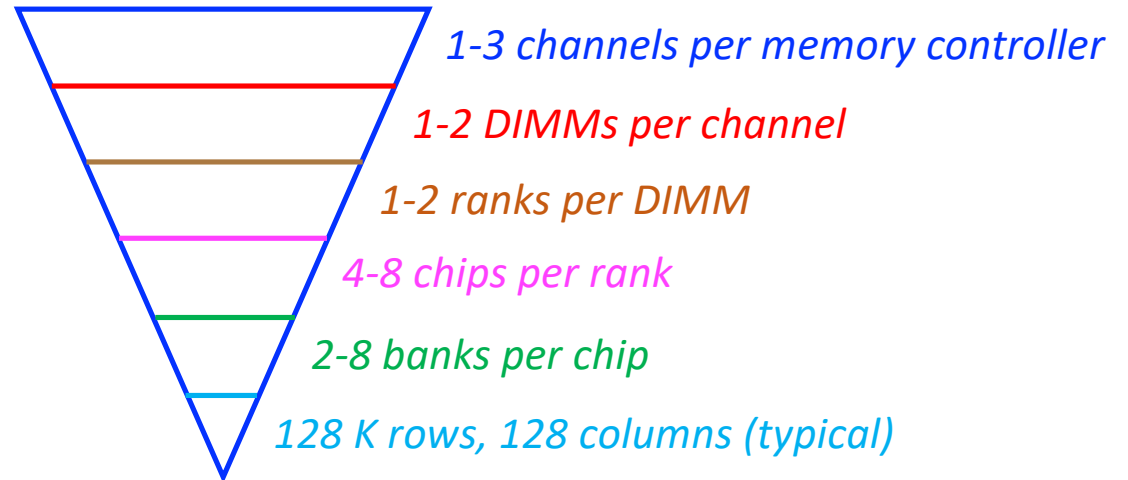 1-3 channels per memory controller
1-2 DIMMs per channel
1-2 ranks per DIMM
4-8 chips per rank
2-8 banks per chip
128 K rows, 128 columns (typical)